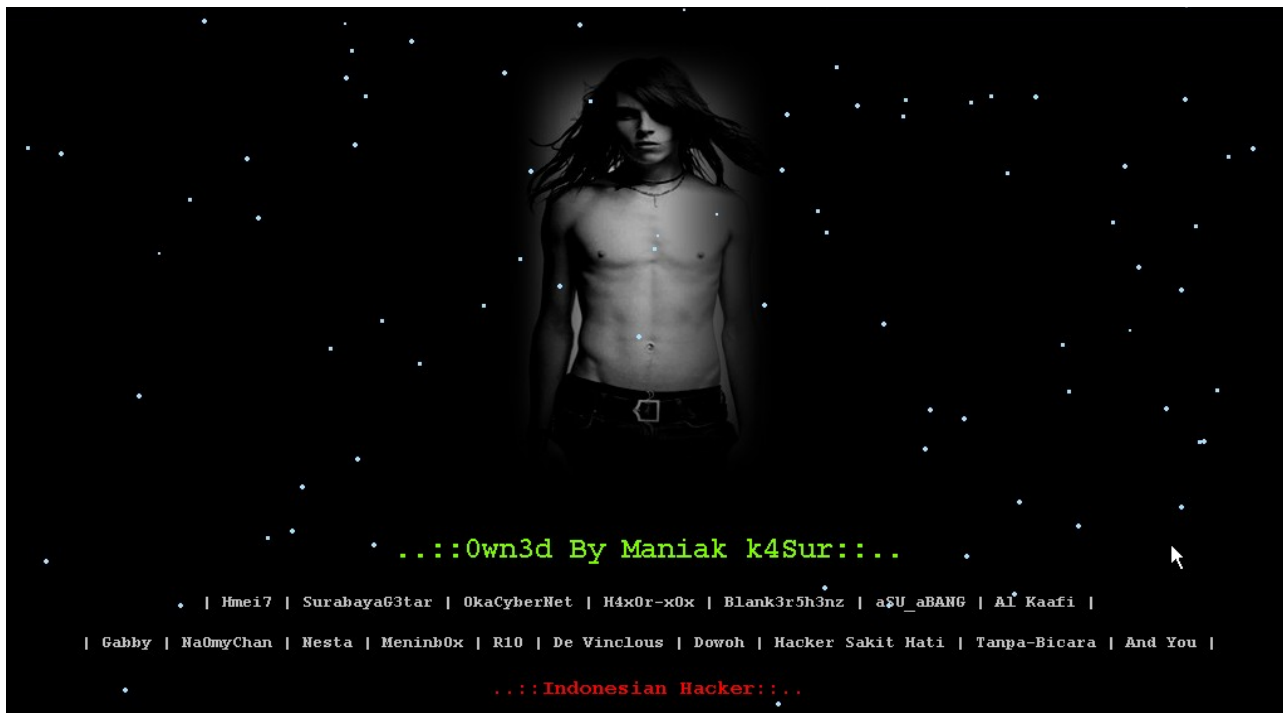 ..::0wn3d By Maniak k4Sur::..
| Hmei7 | SurabayaG3tar | OkaCyberNet | H4x0r-x0x | Blank3r5h3nz | aSU_aBANG | Al Kaafi |
| Gabby | Na0myChan | Nesta | Meninb0x | R10 | De Vinclous | Dowoh | Hacker Sakit Hati | Tanpa-Bicara | And You |
..::Indonesian Hacker::..